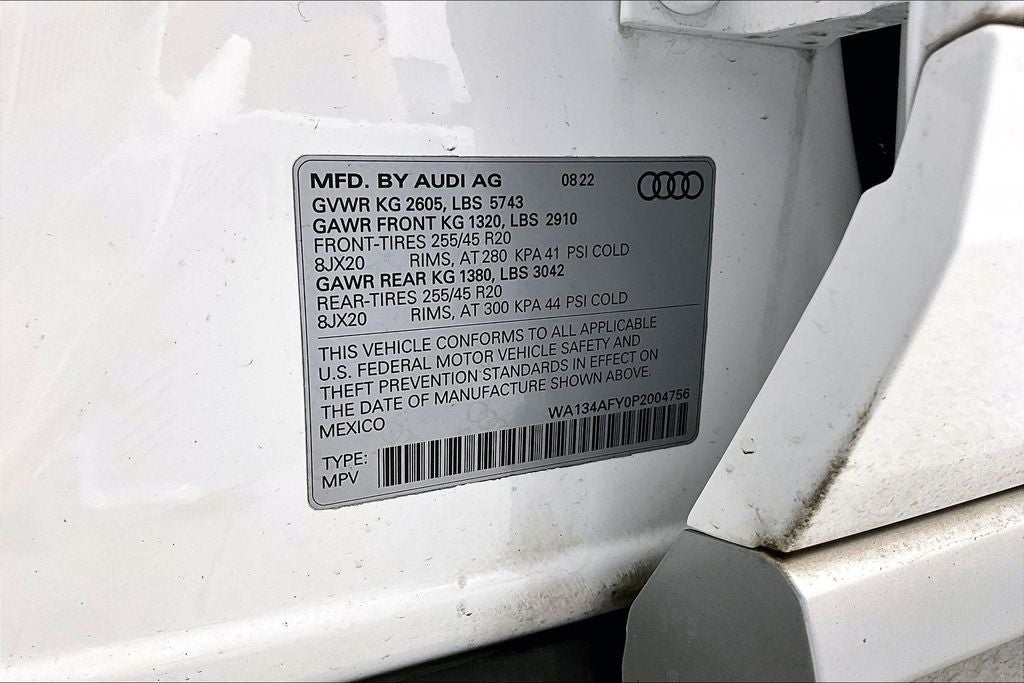 MFD. BY AUDI AG 08 22
GVWR KG 2605, LBS 5743
GAWR FRONT KG 1320, LBS 2910
FRONT-TIRES 255/45 R20
8JX20 RIMS, AT 280 KPA 41 PSI COLD
GAWR REAR KG 1380, LBS 3042
REAR-TIRES 255/45 R20
8JX20 RIMS, AT 300 KPA 44 PSI COLD
THIS VEHICLE CONFORMS TO ALL APPLICABLE
U.S. FEDERAL MOTOR VEHICLE SAFETY AND
THEFT PREVENTION STANDARDS IN EFFECT ON
THE DATE OF MANUFACTURE SHOWN ABOVE.
MEXICO WA134AFY0P2004756
TYPE:
MPV